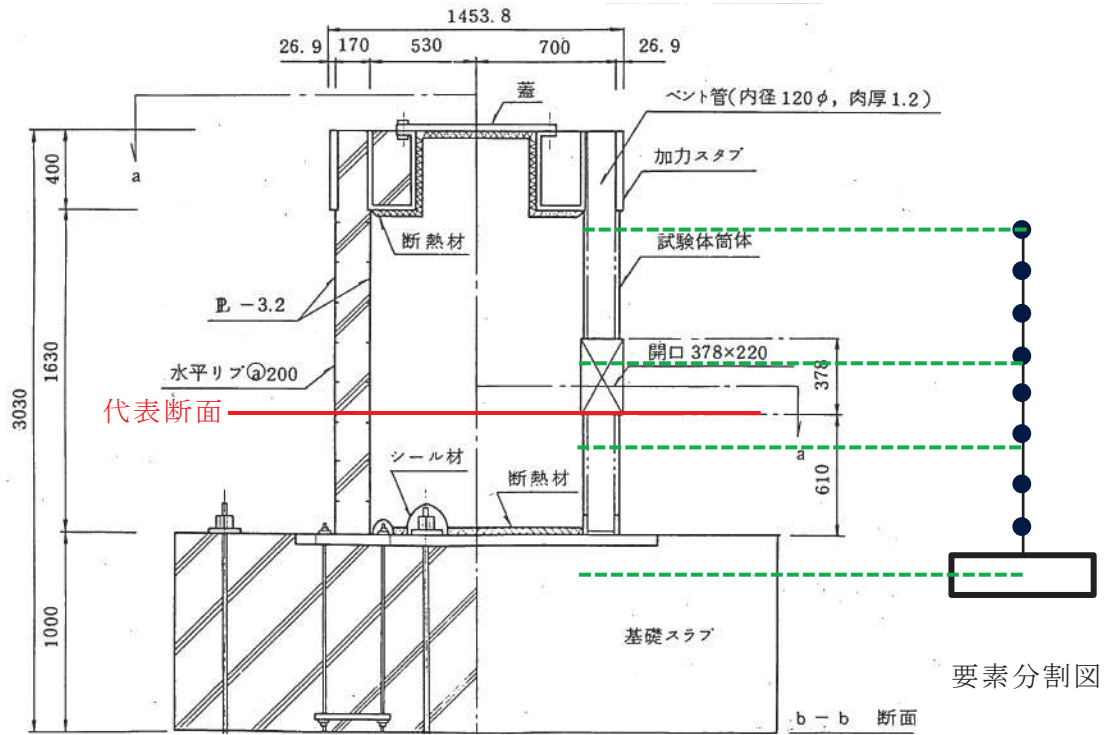 1453.8
26.9 170 530 700 26.9
蓋
ベント管(内径120φ, 肉厚1.2)
加力スタブ
a
400
断熱材
試験体筒体
PL -3.2
開口 378×220
水平リブⓐ200
1630
378
3030
代表断面
a
シール材
断熱材
610
1000
基礎スラブ
要素分割図
b - b 断面